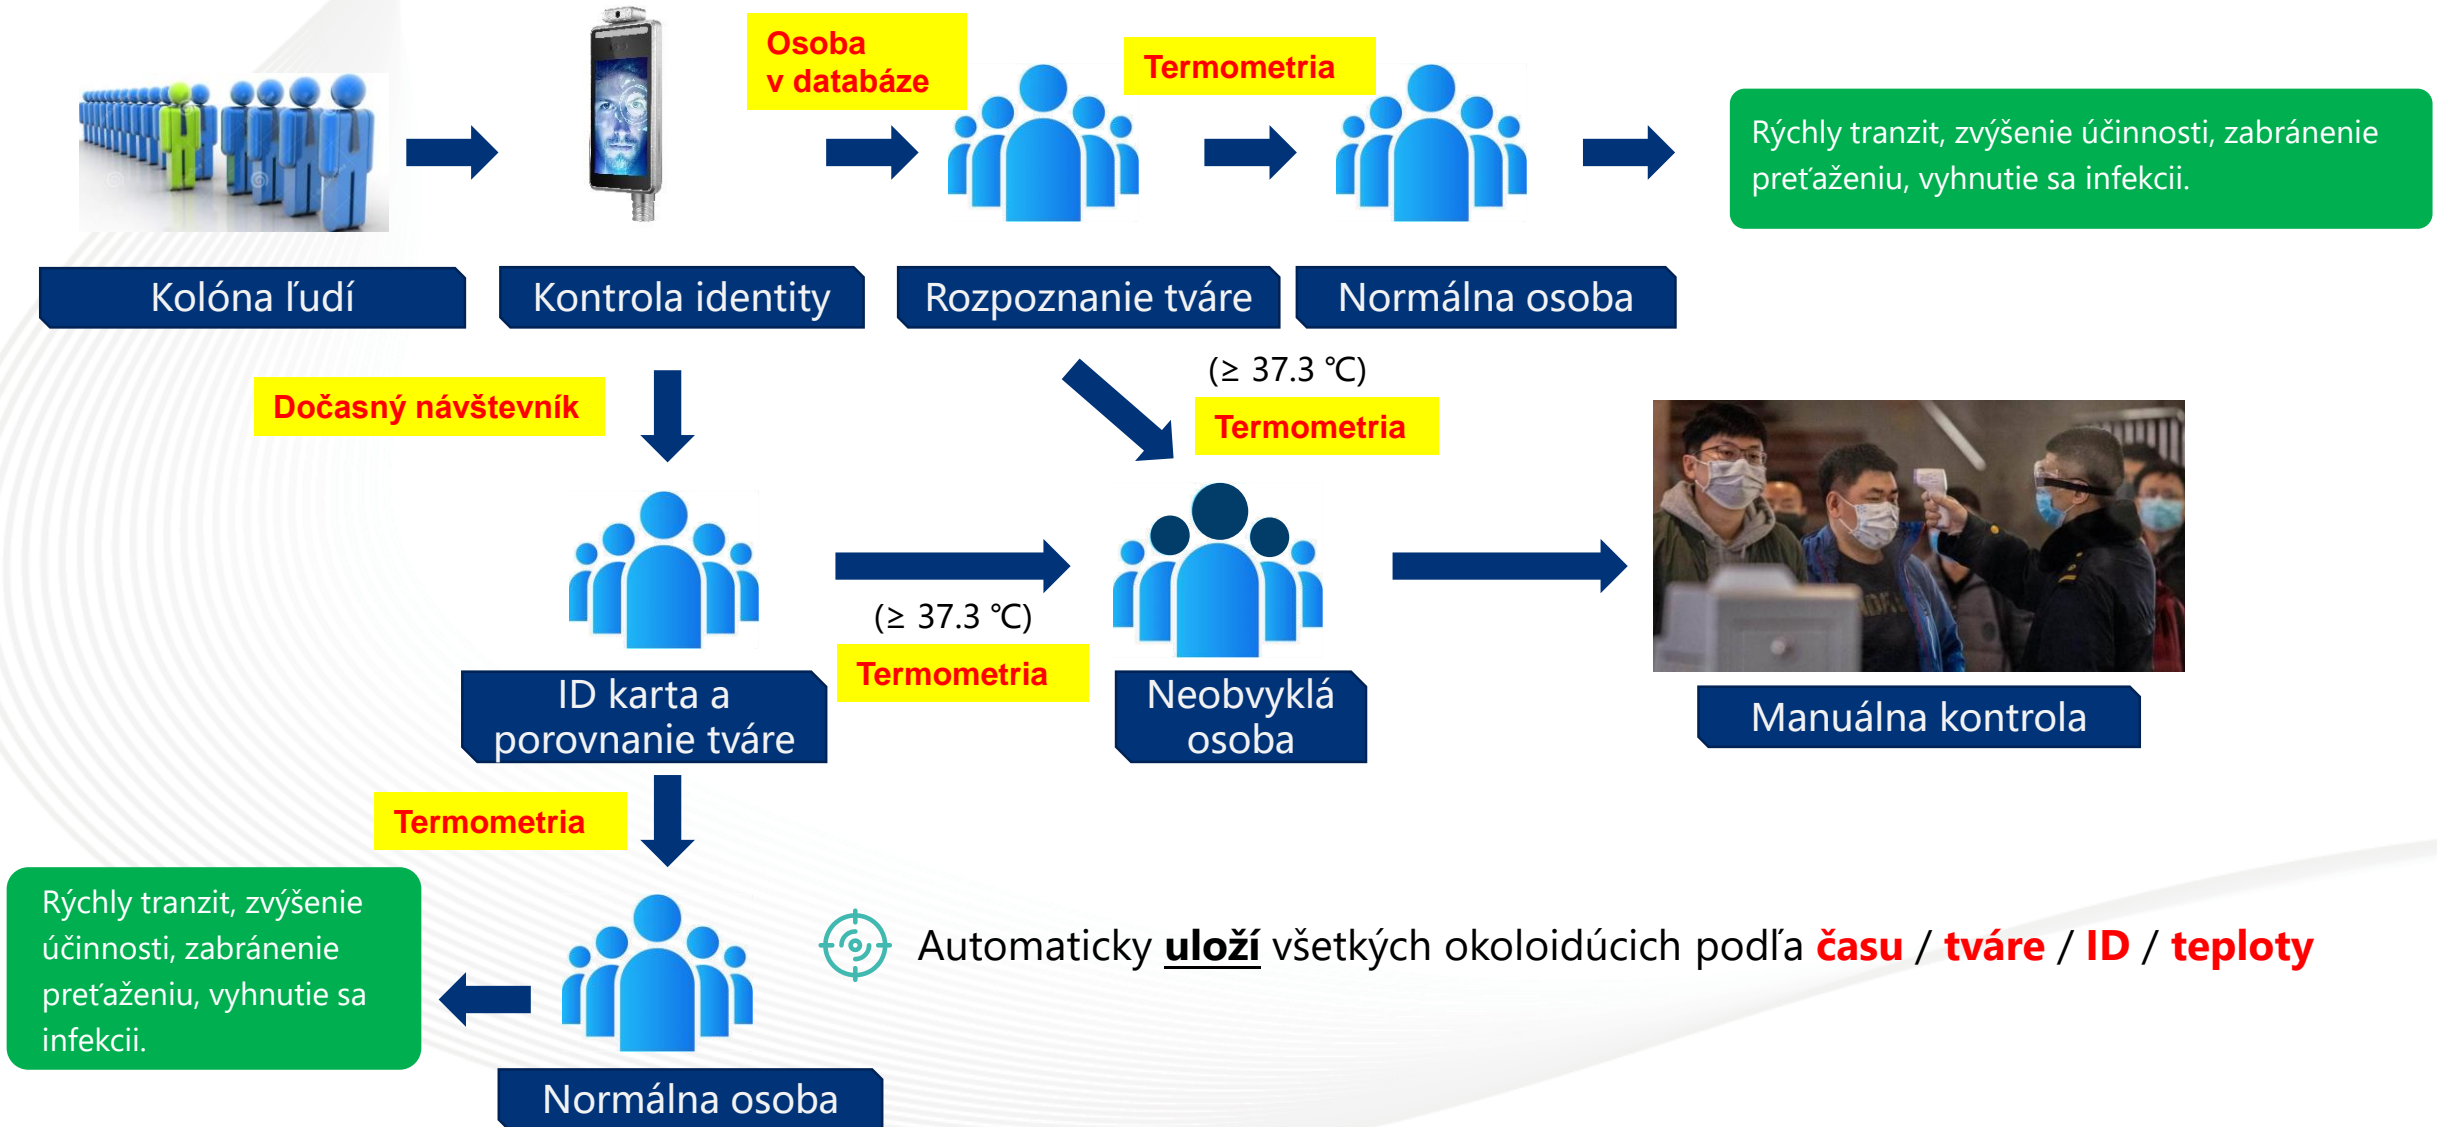 Osoba
v databáze
Termometria
Rýchly tranzit, zvýšenie účinnosti, zabránenie
preťaženiu, vyhnutie sa infekcii.
Kolóna ľudí
Kontrola identity
Rozpoznanie tváre
Normálna osoba
(≥ 37.3 ℃)
Dočasný návštevník
Termometria
(≥ 37.3 ℃)
Termometria
ID karta a
porovnanie tváre
Neobvyklá
osoba
Manuálna kontrola
Termometria
Rýchly tranzit, zvýšenie
účinnosti, zabránenie
preťaženiu, vyhnutie sa
infekcii.
Automaticky uloží všetkých okoloidúcich podľa času / tváre / ID / teploty
Normálna osoba